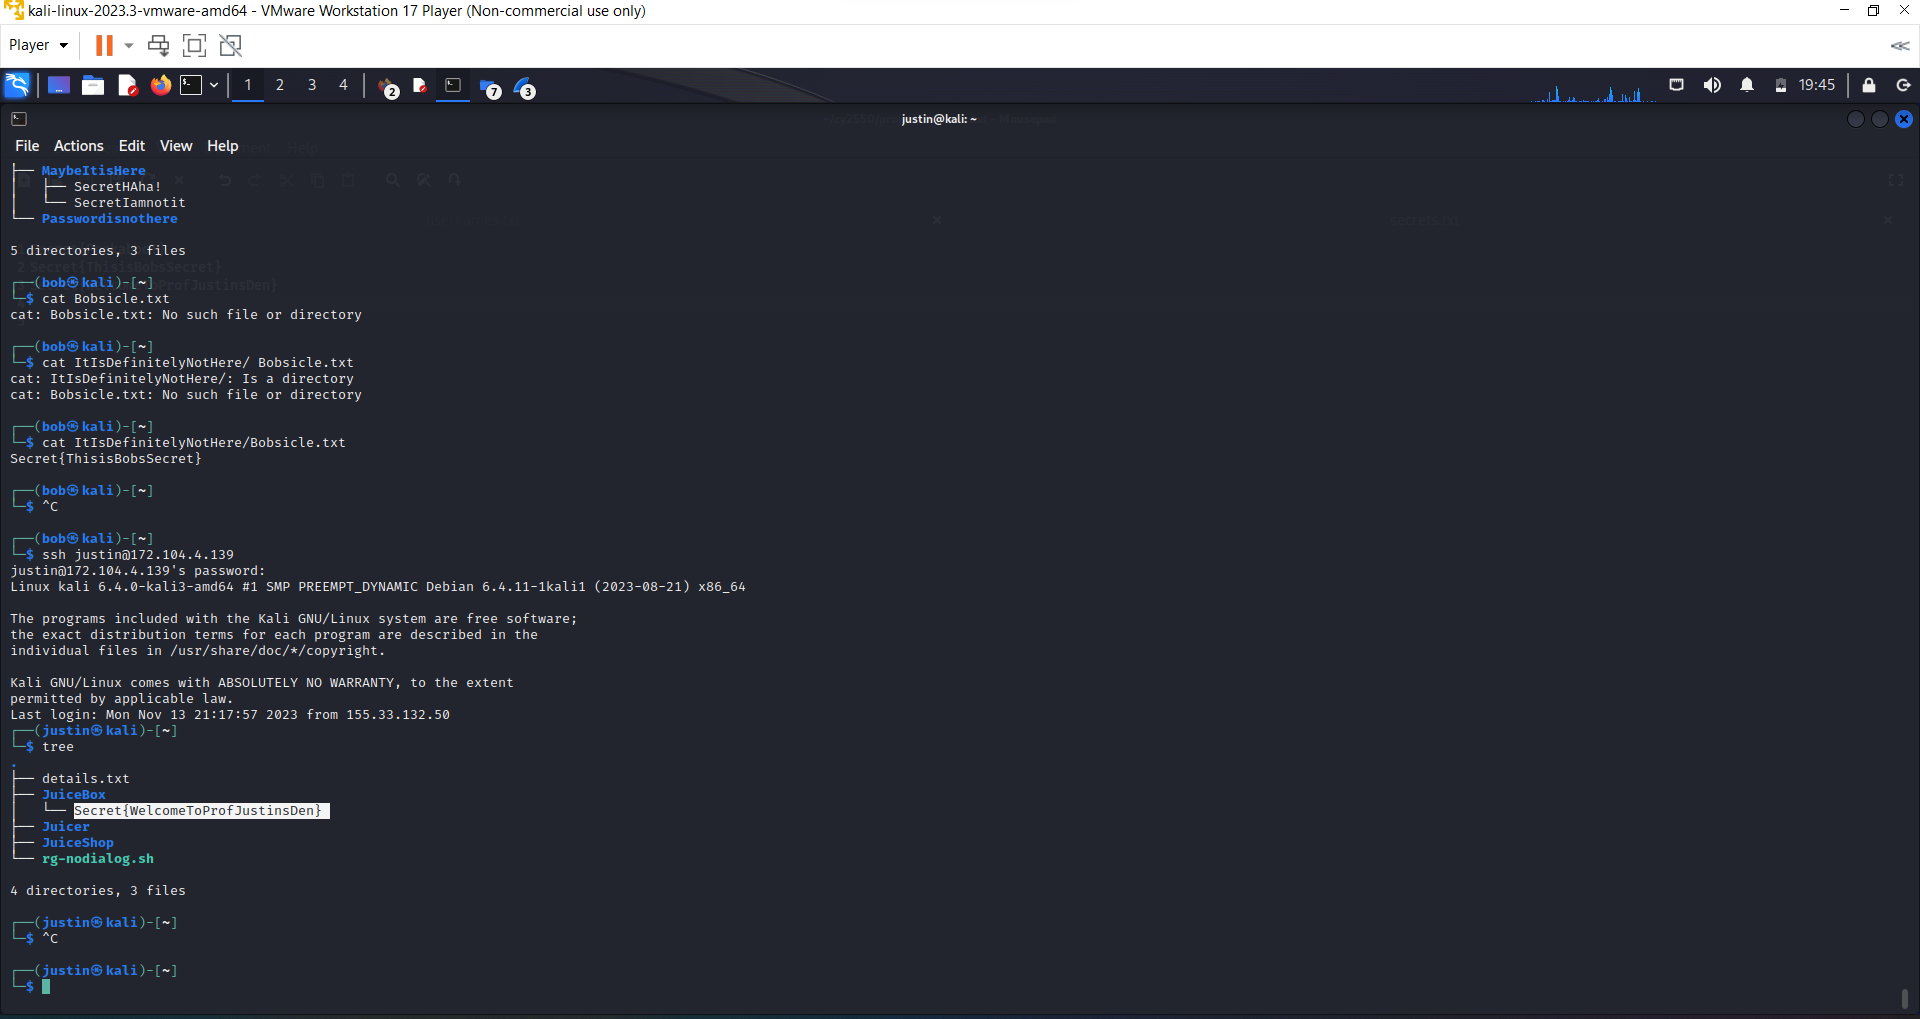 kali-linux-2023.3-vmware-amd64 - VMware Workstation 17 Player (Non-commercial use only)
Player
1 2 3 4 2 7 3 19:45
justin@kali: ~
File Actions Edit View Help
├── MaybeItisHere
│   ├── SecretHAha!
│   └── SecretIamnotit
└── Passwordisnothere
5 directories, 3 files
2 Secret{ThisisBobsSecret}
┌──(bob㉿kali)-[~]
ToProfJustinsDen}
└─$ cat Bobsicle.txt
cat: Bobsicle.txt: No such file or directory
┌──(bob㉿kali)-[~]
└─$ cat ItIsDefinitelyNotHere/ Bobsicle.txt
cat: ItIsDefinitelyNotHere/: Is a directory
cat: Bobsicle.txt: No such file or directory
┌──(bob㉿kali)-[~]
└─$ cat ItIsDefinitelyNotHere/Bobsicle.txt
Secret{ThisisBobsSecret}
┌──(bob㉿kali)-[~]
└─$ ^C
┌──(bob㉿kali)-[~]
└─$ ssh justin@172.104.4.139
justin@172.104.4.139's password:
Linux kali 6.4.0-kali3-amd64 #1 SMP PREEMPT_DYNAMIC Debian 6.4.11-1kali1 (2023-08-21) x86_64
The programs included with the Kali GNU/Linux system are free software;
the exact distribution terms for each program are described in the
individual files in /usr/share/doc/*/copyright.
Kali GNU/Linux comes with ABSOLUTELY NO WARRANTY, to the extent
permitted by applicable law.
Last login: Mon Nov 13 21:17:57 2023 from 155.33.132.50
┌──(justin㉿kali)-[~]
└─$ tree
.
├── details.txt
├── JuiceBox
│   └── Secret{WelcomeToProfJustinsDen}
├── Juicer
├── JuiceShop
└── rg-nodialog.sh
4 directories, 3 files
┌──(justin㉿kali)-[~]
└─$ ^C
┌──(justin㉿kali)-[~]
└─$